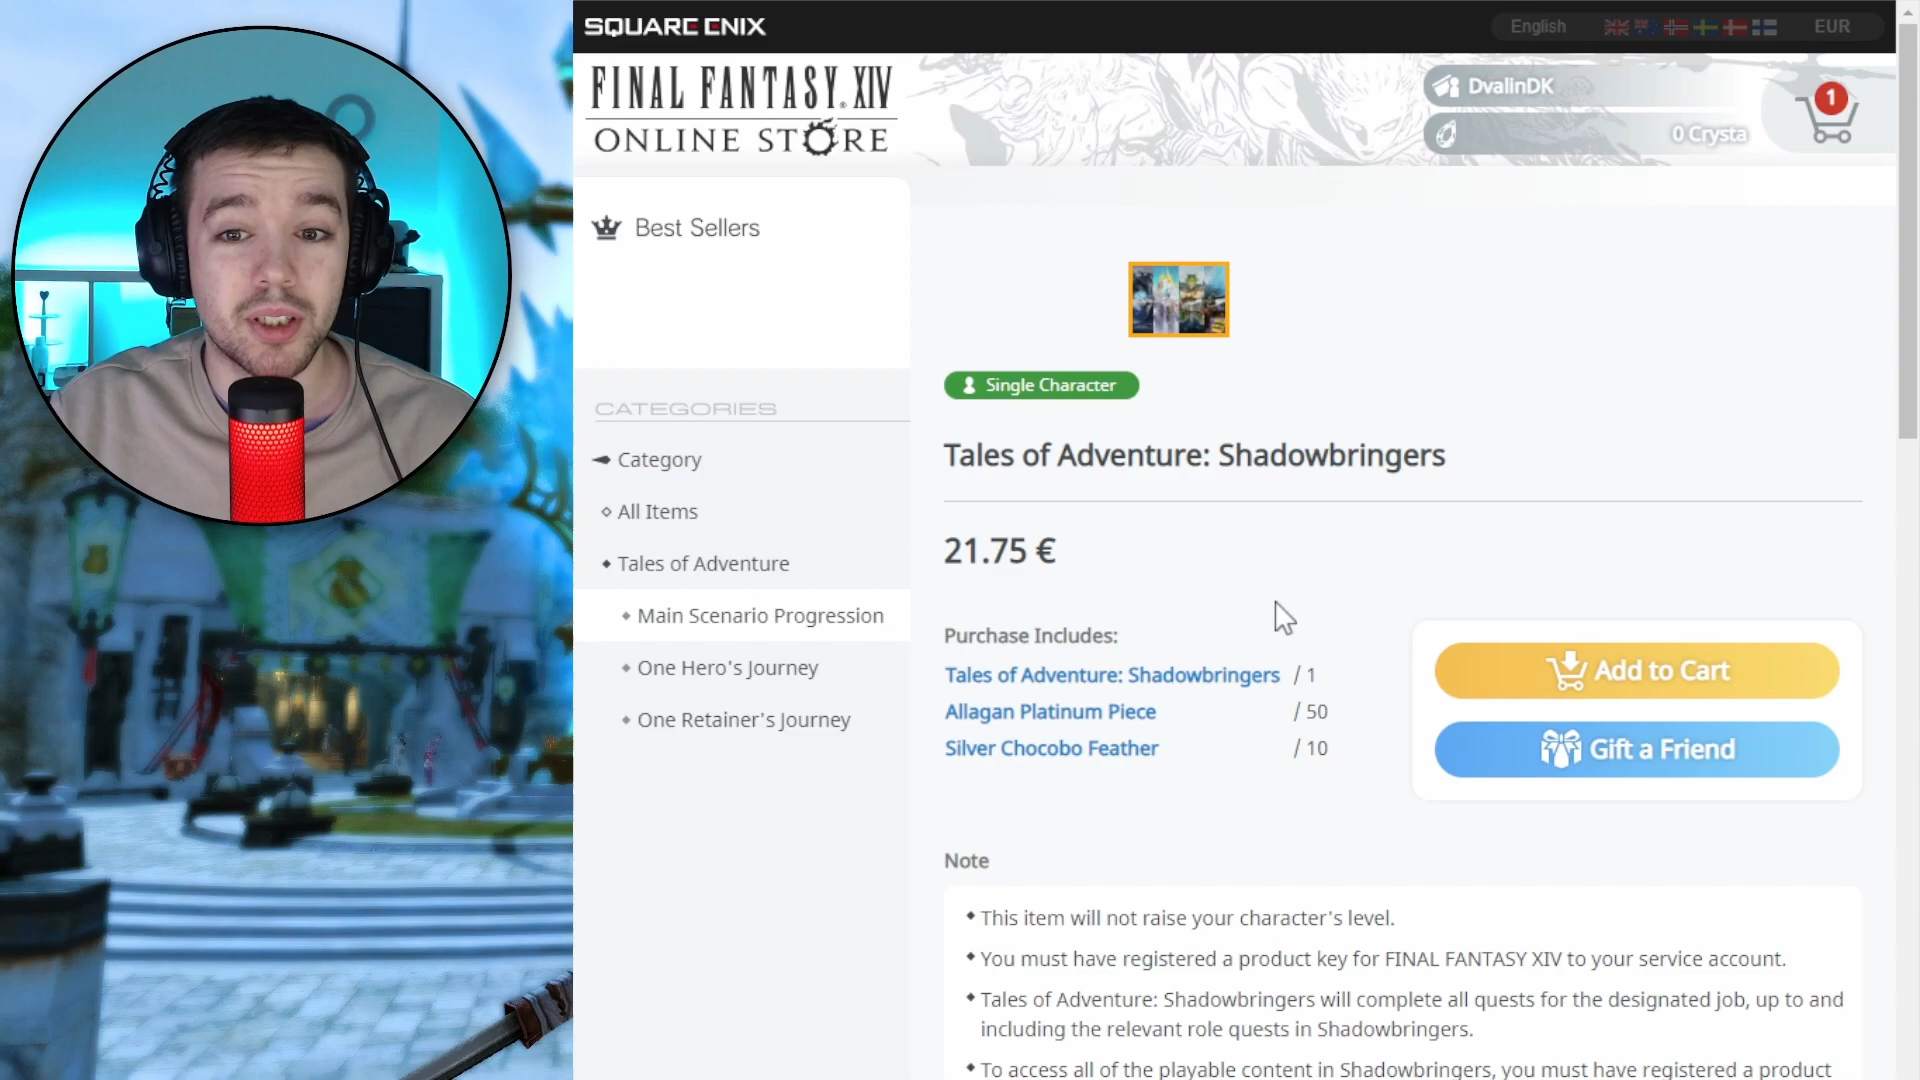 SQUARE ENIX
English
EUR
FINAL FANTASY XIV
ONLINE STORE
DvalinDK
0 Crysta
1
Best Sellers
CATEGORIES
Category
All Items
Tales of Adventure
Main Scenario Progression
One Hero's Journey
One Retainer's Journey
Single Character
Tales of Adventure: Shadowbringers
21.75 €
Purchase Includes:
Tales of Adventure: Shadowbringers / 1
Allagan Platinum Piece / 50
Silver Chocobo Feather / 10
Add to Cart
Gift a Friend
Note
This item will not raise your character's level.
You must have registered a product key for FINAL FANTASY XIV to your service account.
Tales of Adventure: Shadowbringers will complete all quests for the designated job, up to and
including the relevant role quests in Shadowbringers.
To access all of the playable content in Shadowbringers, you must have registered a product